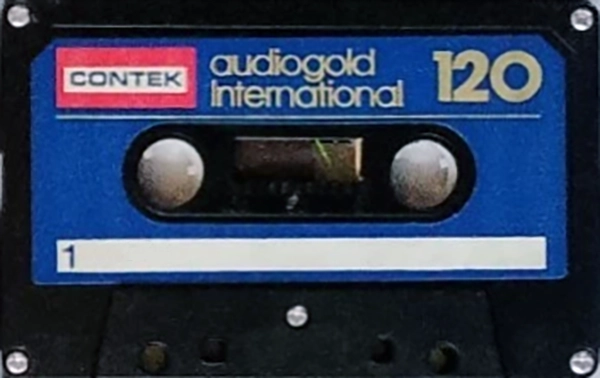 CONTEK
audiogold
International
120
1